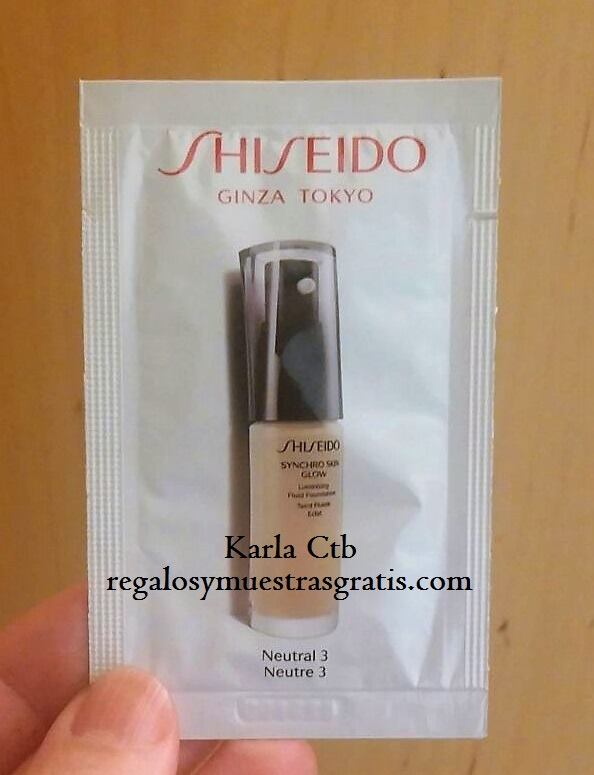 SHISEIDO
GINZA TOKYO
SHISEIDO
SYNCHRO SKIN
GLOW
Luminizing
Fluid Foundation
Teint Fluide
Eclat
Karla Ctb
regalosymuestrasgratis.com
Neutral 3
Neutre 3